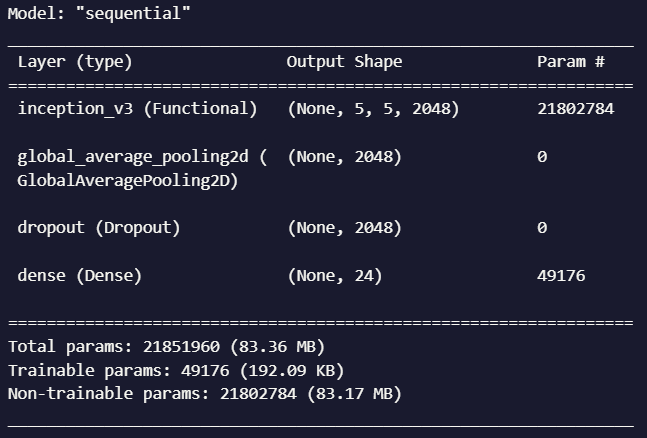 Model: "sequential"
_________________________________________________________________
Layer (type) Output Shape Param #
=================================================================
inception_v3 (Functional) (None, 5, 5, 2048) 21802784
global_average_pooling2d ( (None, 2048) 0
GlobalAveragePooling2D)
dropout (Dropout) (None, 2048) 0
dense (Dense) (None, 24) 49176
=================================================================
Total params: 21851960 (83.36 MB)
Trainable params: 49176 (192.09 KB)
Non-trainable params: 21802784 (83.17 MB)
_________________________________________________________________